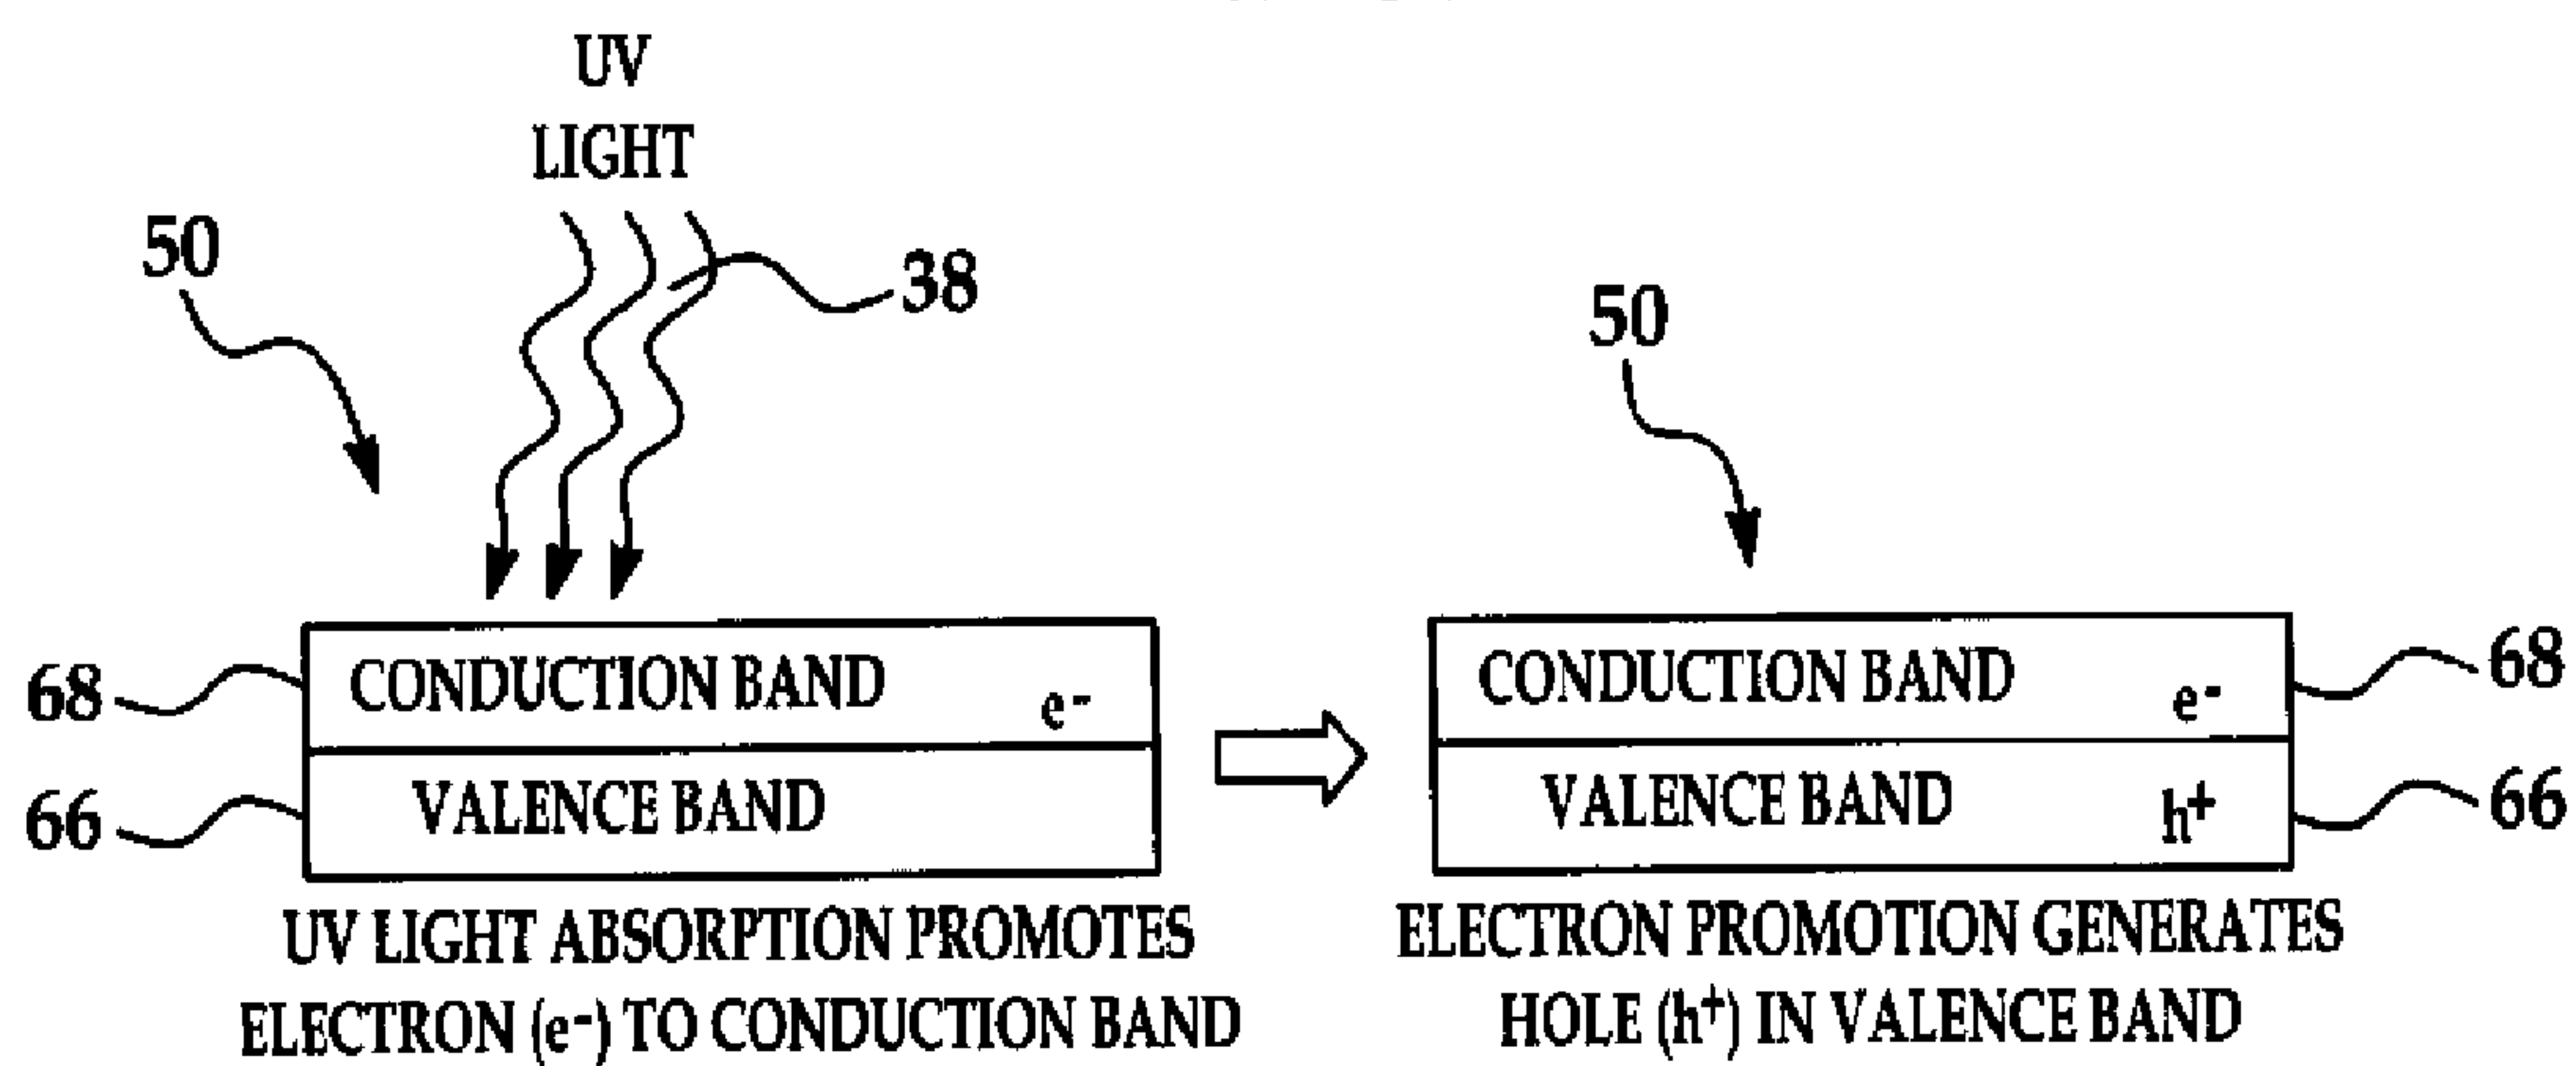 UV
LIGHT
50
38
50
CONDUCTION BAND e-
68
VALENCE BAND
66
UV LIGHT ABSORPTION PROMOTES
ELECTRON (e-) TO CONDUCTION BAND
CONDUCTION BAND e-
68
VALENCE BAND h+
66
ELECTRON PROMOTION GENERATES
HOLE (h+) IN VALENCE BAND